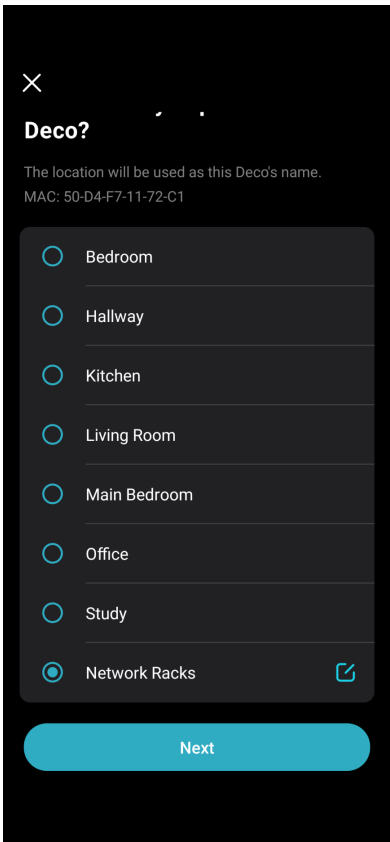 Deco?
The location will be used as this Deco's name.
MAC: 50-D4-F7-11-72-C1
Bedroom
Hallway
Kitchen
Living Room
Main Bedroom
Office
Study
Network Racks
Next